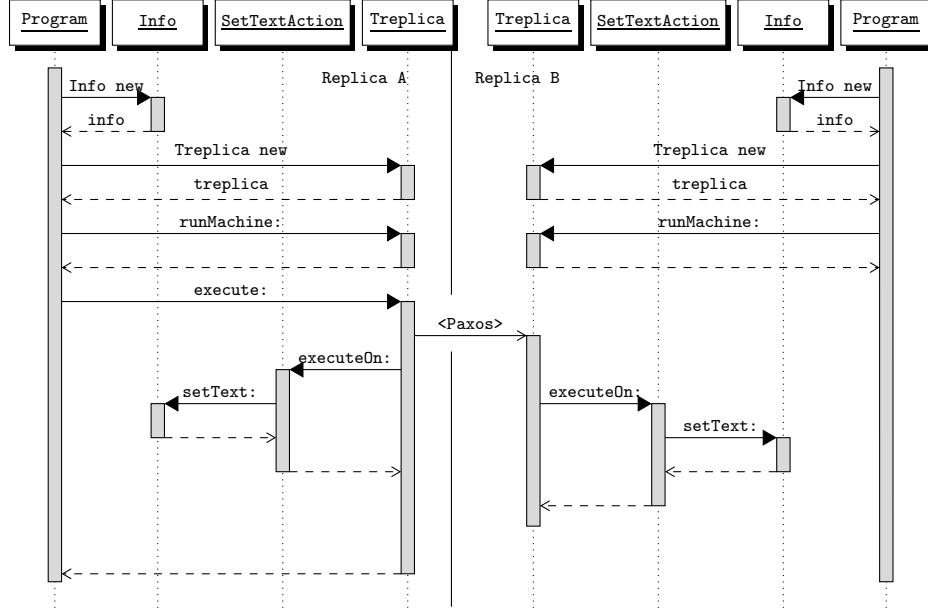 Program Info SetTextAction Treplica Treplica SetTextAction Info Program
Replica A Replica B
Info new Info new
info info
Treplica new Treplica new
treplica treplica
runMachine: runMachine:
execute:
<Paxos>
executeOn:
setText: executeOn:
setText: